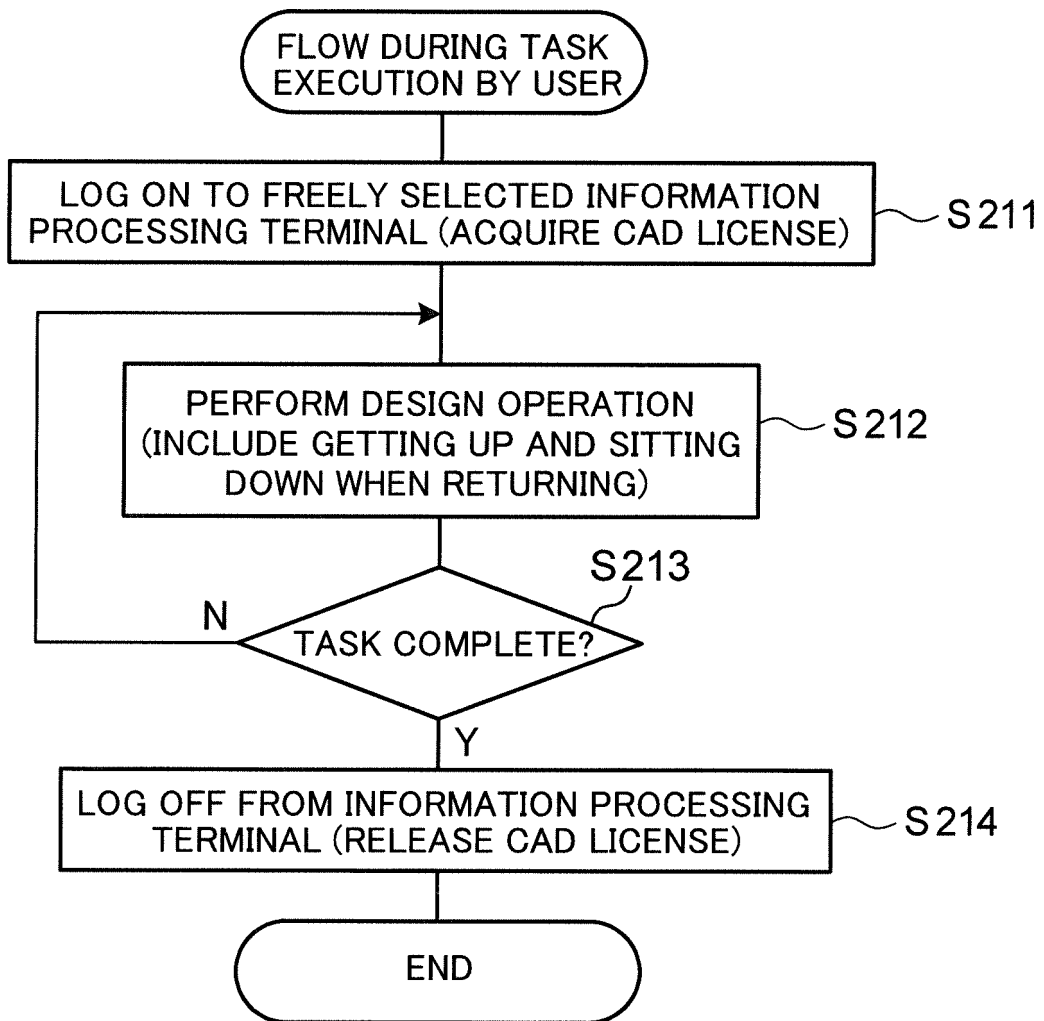 FLOW DURING TASK
EXECUTION BY USER
LOG ON TO FREELY SELECTED INFORMATION
PROCESSING TERMINAL (ACQUIRE CAD LICENSE)
S211
PERFORM DESIGN OPERATION
(INCLUDE GETTING UP AND SITTING
DOWN WHEN RETURNING)
S212
S213
N
TASK COMPLETE?
Y
LOG OFF FROM INFORMATION PROCESSING
TERMINAL (RELEASE CAD LICENSE)
S214
END